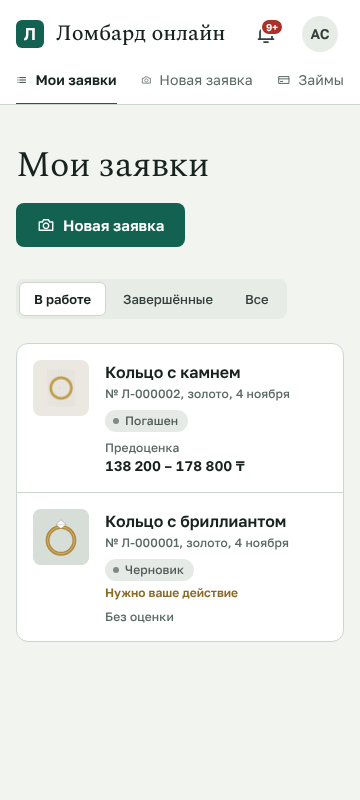 Л Ломбард онлайн 9+ АС
Мои заявки Новая заявка Займы
Мои заявки
Новая заявка
В работе Завершённые Все
Кольцо с камнем
№ Л-000002, золото, 4 ноября
Погашен
Предоценка
138 200 – 178 800 ₸
Кольцо с бриллиантом
№ Л-000001, золото, 4 ноября
Черновик
Нужно ваше действие
Без оценки